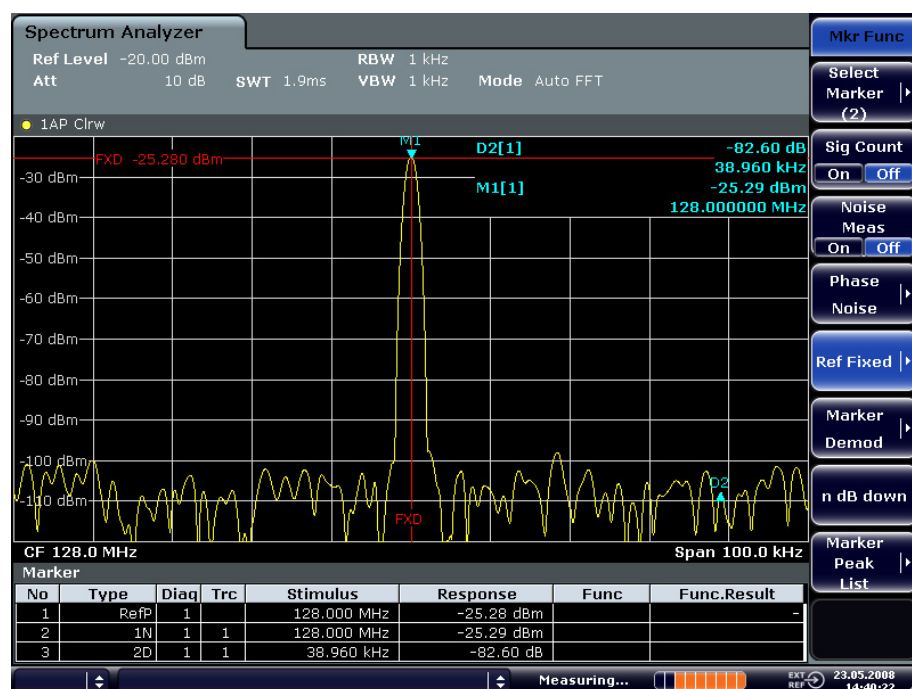 Spectrum Analyzer
Ref Level -20.00 dBm RBW 1 kHz
Att 10 dB SWT 1.9ms VBW 1 kHz Mode Auto FFT
1AP Clrw
M1
D2[1] -82.60 dB
38.960 kHz
FXD -25.280 dBm
M1[1] -25.29 dBm
128.000000 MHz
-30 dBm
-40 dBm
-50 dBm
-60 dBm
-70 dBm
-80 dBm
-90 dBm
-100 dBm
-110 dBm
D2
FXD
CF 128.0 MHz Span 100.0 kHz
Marker
No Type Diag Trc Stimulus Response Func Func.Result
1 RefP 1 128.000 MHz -25.28 dBm -
2 1N 1 1 128.000 MHz -25.29 dBm
3 2D 1 1 38.960 kHz -82.60 dB
Measuring... EXT REF 23.05.2008
14:40:22
Mkr Func
Select
Marker
(2)
Sig Count
On Off
Noise
Meas
On Off
Phase
Noise
Ref Fixed
Marker
Demod
n dB down
Marker
Peak
List